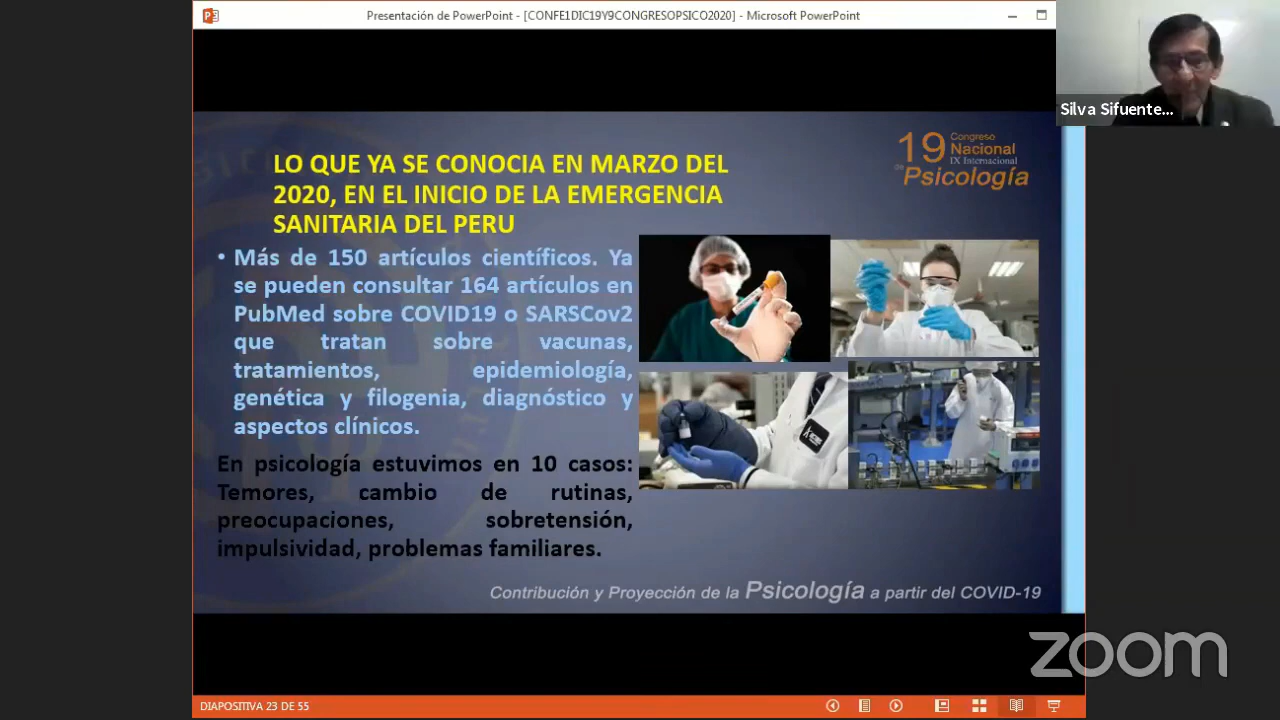 Presentación de PowerPoint - [CONFE1DIC19Y9CONGRESOPSICO2020] - Microsoft PowerPoint
Silva Sifuente...
19 Congreso
Nacional
IX Internacional
de Psicología
LO QUE YA SE CONOCIA EN MARZO DEL
2020, EN EL INICIO DE LA EMERGENCIA
SANITARIA DEL PERU
• Más de 150 artículos científicos. Ya
se pueden consultar 164 artículos en
PubMed sobre COVID19 o SARSCov2
que tratan sobre vacunas,
tratamientos, epidemiología,
genética y filogenia, diagnóstico y
aspectos clínicos.
En psicología estuvimos en 10 casos:
Temores, cambio de rutinas,
preocupaciones, sobretensión,
impulsividad, problemas familiares.
Contribución y Proyección de la Psicología a partir del COVID-19
zoom
DIAPOSITIVA 23 DE 55